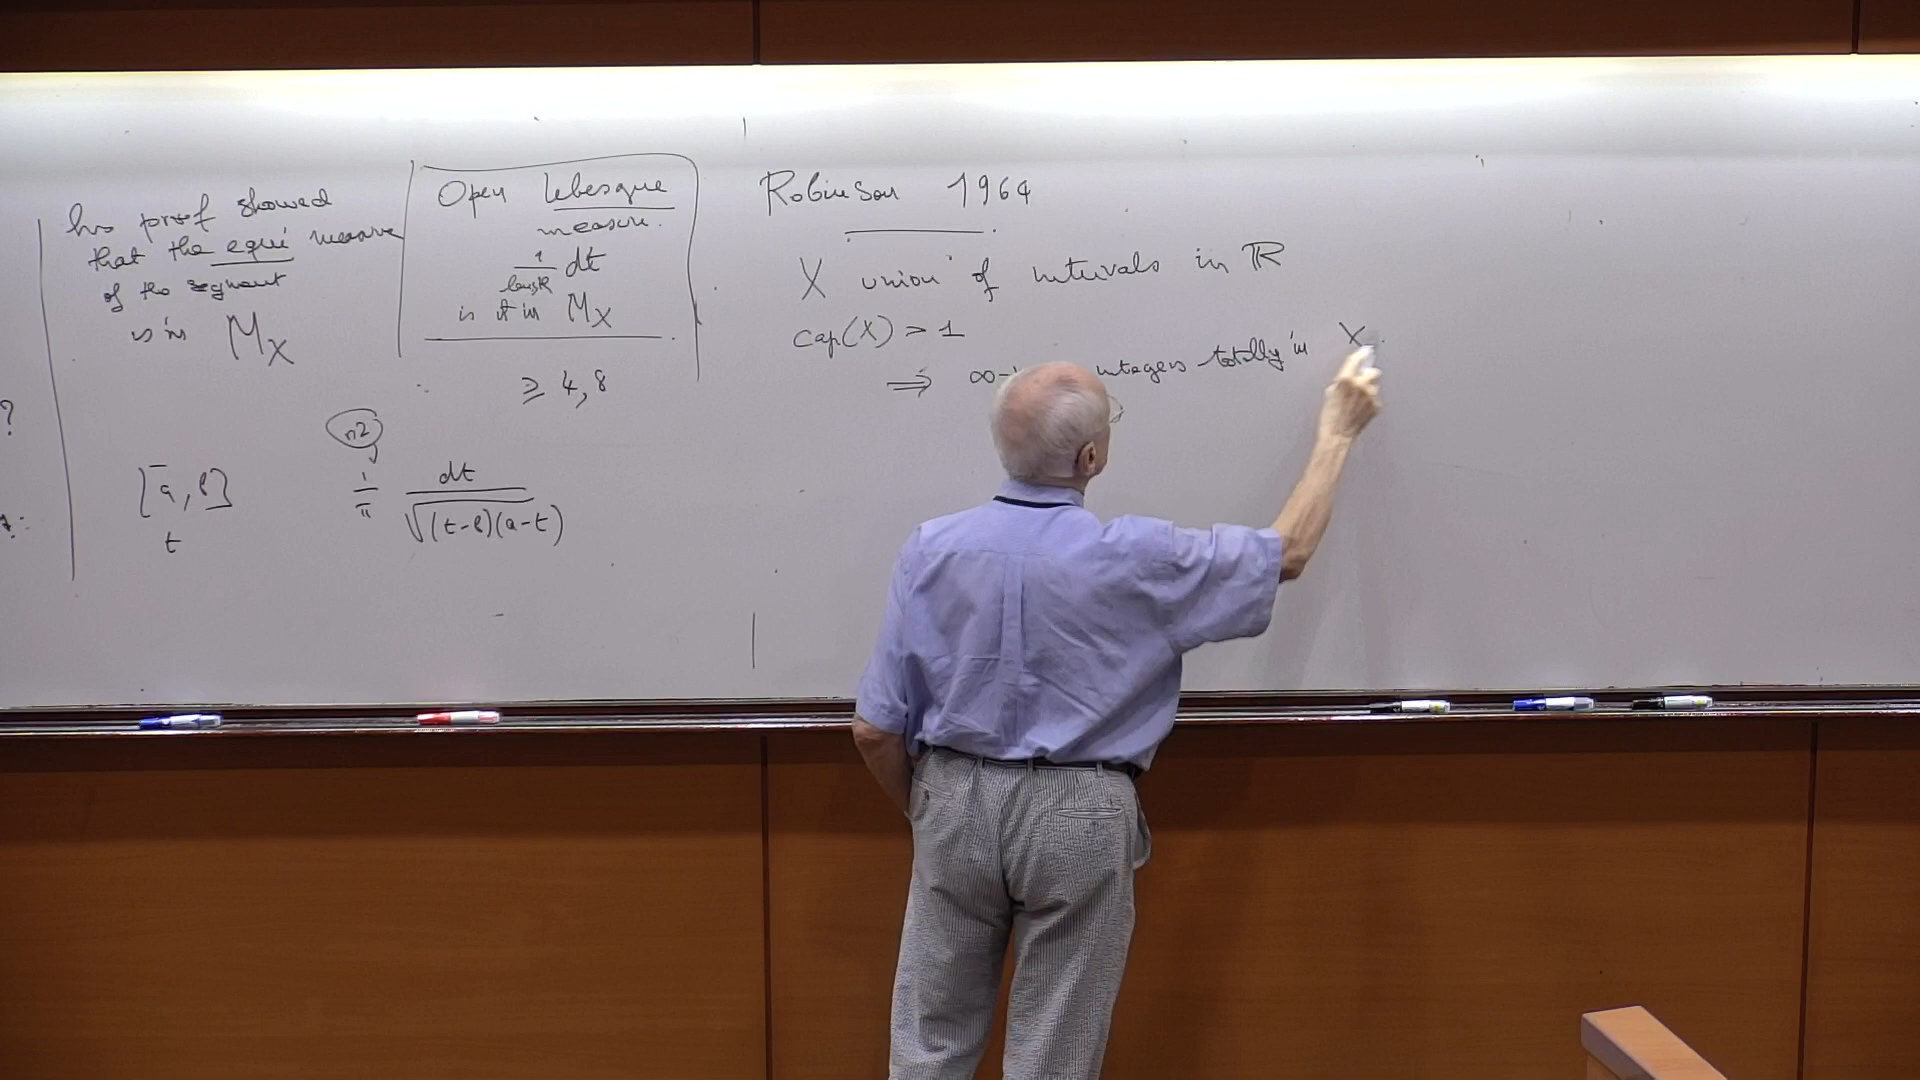 his proof showed
that the equi measure
of the segment
is in M_X
?
[a, b]
t
n2
1/π dt/√((t-b)(a-t))
Open Lebesgue
measure.
1/length dt
is it in M_X
≥ 4,8
Robinson 1964
X union of intervals in ℝ
cap(X) > 1
⇒ ∞- integers totally in X